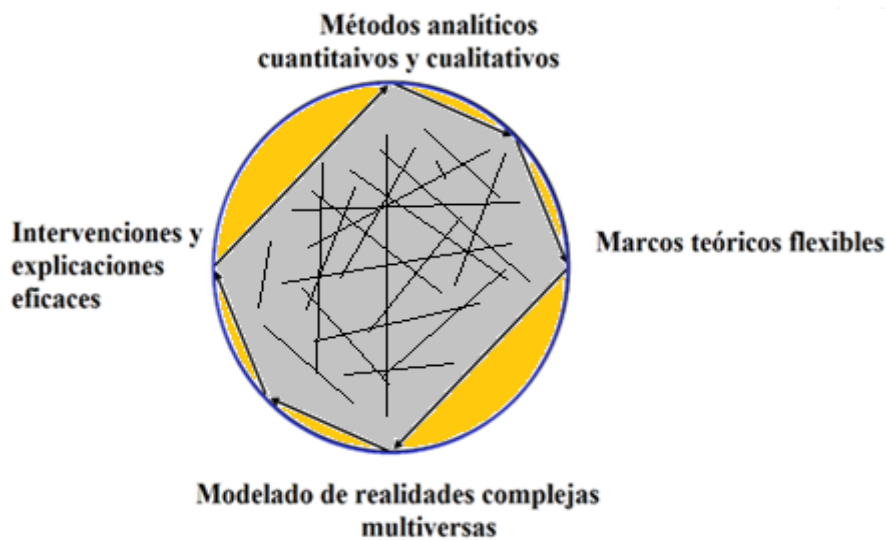 Métodos analíticos
cuantitaivos y cualitativos
Intervenciones y
explicaciones
eficaces
Marcos teóricos flexibles
Modelado de realidades complejas
multiversas